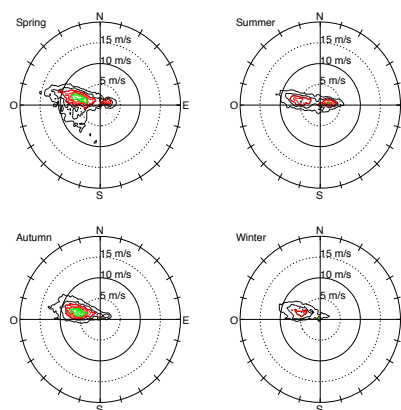 Spring
N
15 m/s
10 m/s
5 m/s
O
E
S
Summer
N
15 m/s
10 m/s
5 m/s
O
S
Autumn
N
15 m/s
10 m/s
5 m/s
O
E
S
Winter
N
15 m/s
10 m/s
5 m/s
O
S